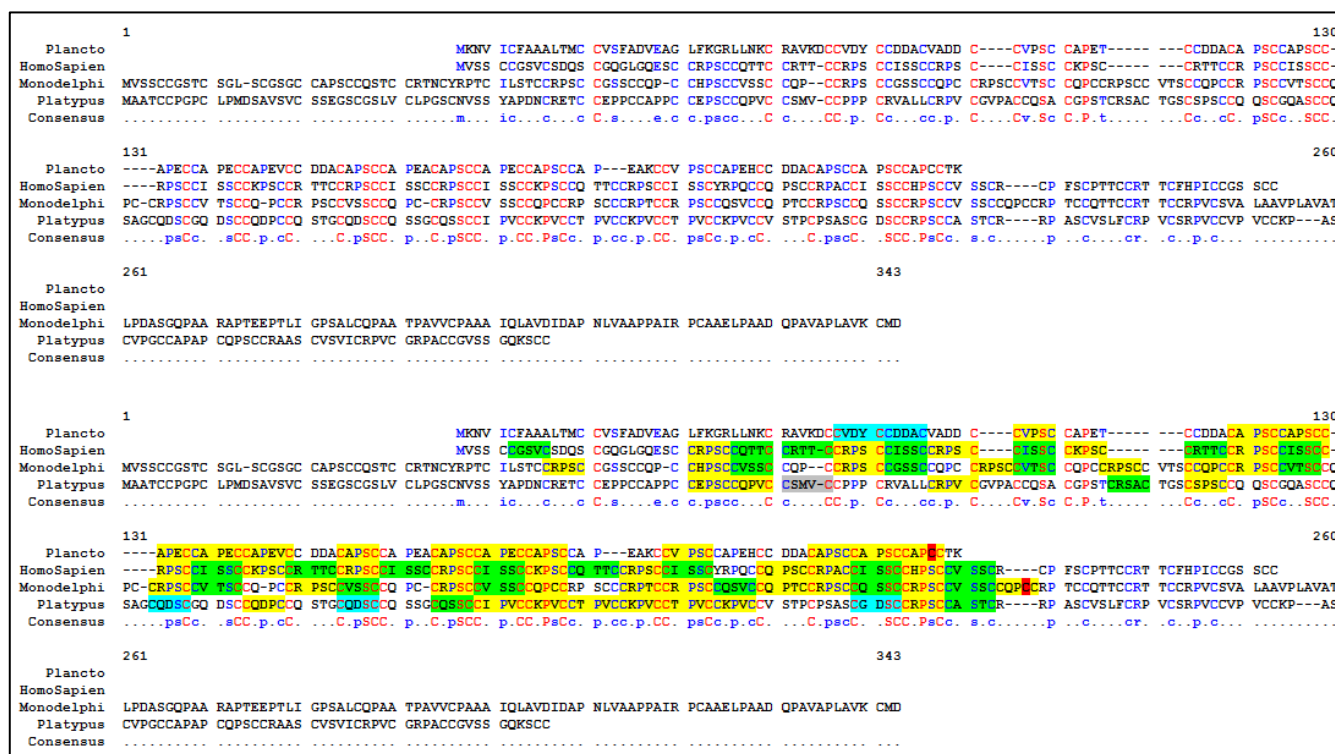 1 130
Plancto MKNV ICFAAALTMC CVSFADVEAG LFKGRLLNKC RAVKDCCVDY CCDDACVADD C----CVPSC CAPET----- -CCDDACA PSCCAPSCC-
HomoSapien MVSS CCGSVCSDQS CGQGLGQESC CRPSCCQTTC CRTT-CCRPS CCISSCCRPS C----CISSC CKPSC----- --CRTTCCR PSCCISSCC-
Monodelphi MVSSCCGSTC SGL-SCGSGC CAPSCCQSTC CRTNCYRPTC ILSTCCRPSC CGSSCCQP-C CHPSCCVSSC CQP--CCRPS CCGSSCCQPC CRPSCCVTSC CQPCCRPSCC VTSCCQPCCR PSCCVTSCCQ
Platypus MAATCCPGPC LPMDSAVSVC SSEGSCGSLV CLPGSCNVSS YAPDNCRETC CEPPCCAPPC CEPSCCQPVC CSMV-CCPPP CRVALLCRPV CGVPACCQSA CGPSTCRSAC TGSCSPSCCQ QSCGQASCCQ
Consensus .......... .......... .......... ....m...ic ...c...c.c C.s....e.c c.pscc...C c....CC.p. Cc...cc.p. C....Cv.Sc C.P.t..... ...Cc.cC. pSCc..SCC.
131 260
Plancto ----APECCA PECCAPEVCC DDACAPSCCA PEACAPSCCA PECCAPSCCA P---EAKCCV PSCCAPEHCC DDACAPSCCA PSCCAPCCTK
HomoSapien ----RPSCCI SSCCKPSCCR TTCCRPSCCI SSCCRPSCCI SSCCKPSCCQ TTCCRPSCCI SSCYRPQCCQ PSCCRPACCI SSCCHPSCCV SSCR----CP FSCPTTCCRT TCFHPICCGS SCC
Monodelphi PC-CRPSCCV TSCCQ-PCCR PSCCVSSCCQ PC-CRPSCCV SSCCQPCCRP SCCCRPTCCR PSCCQSVCCQ PTCCRPSCCQ SSCCRPSCCV SSCCQPCCRP TCCQTTCCRT TCCRPVCSVA LAAVPLAVAT
Platypus SAGCQDSCGQ DSCCQDPCCQ STGCQDSCCQ SSGCQSSCCI PVCCKPVCCT PVCCKPVCCT PVCCKPVCCV STPCPSASCG DSCCRPSCCA STCR----RP ASCVSLFCRP VCSRPVCCVP VCCKP---AS
Consensus .....psCc. .sCC.p.cC. ...C.pSCC. p..C.pSCC. p.CC.PsCc. p.cc.p.CC. psCc.p.cC. ...C.pscC. .SCC.PsCc. s.c......p ..c....cr. .c..p.c... ..........
261 343
Plancto
HomoSapien
Monodelphi LPDASGQPAA RAPTEEPTLI GPSALCQPAA TPAVVCPAAA IQLAVDIDAP NLVAAPPAIR PCAAELPAAD QPAVAPLAVK CMD
Platypus CVPGCCAPAP CQPSCCRAAS CVSVICRPVC GRPACCGVSS GQKSCC
Consensus .......... .......... .......... .......... .......... .......... .......... .......... ...
1 130
Plancto MKNV ICFAAALTMC CVSFADVEAG LFKGRLLNKC RAVKDCCVDY CCDDACVADD C----CVPSC CAPET----- -CCDDACA PSCCAPSCC-
HomoSapien MVSS CCGSVCSDQS CGQGLGQESC CRPSCCQTTC CRTT-CCRPS CCISSCCRPS C----CISSC CKPSC----- --CRTTCCR PSCCISSCC-
Monodelphi MVSSCCGSTC SGL-SCGSGC CAPSCCQSTC CRTNCYRPTC ILSTCCRPSC CGSSCCQP-C CHPSCCVSSC CQP--CCRPS CCGSSCCQPC CRPSCCVTSC CQPCCRPSCC VTSCCQPCCR PSCCVTSCCQ
Platypus MAATCCPGPC LPMDSAVSVC SSEGSCGSLV CLPGSCNVSS YAPDNCRETC CEPPCCAPPC CEPSCCQPVC CSMV-CCPPP CRVALLCRPV CGVPACCQSA CGPSTCRSAC TGSCSPSCCQ QSCGQASCCQ
Consensus .......... .......... .......... ....m...ic ...c...c.c C.s....e.c c.pscc...C c....CC.p. Cc...cc.p. C....Cv.Sc C.P.t..... ...Cc.cC. pSCc..SCC.
131 260
Plancto ----APECCA PECCAPEVCC DDACAPSCCA PEACAPSCCA PECCAPSCCA P---EAKCCV PSCCAPEHCC DDACAPSCCA PSCCAPCCTK
HomoSapien ----RPSCCI SSCCKPSCCR TTCCRPSCCI SSCCRPSCCI SSCCKPSCCQ TTCCRPSCCI SSCYRPQCCQ PSCCRPACCI SSCCHPSCCV SSCR----CP FSCPTTCCRT TCFHPICCGS SCC
Monodelphi PC-CRPSCCV TSCCQ-PCCR PSCCVSSCCQ PC-CRPSCCV SSCCQPCCRP SCCCRPTCCR PSCCQSVCCQ PTCCRPSCCQ SSCCRPSCCV SSCCQPCCRP TCCQTTCCRT TCCRPVCSVA LAAVPLAVAT
Platypus SAGCQDSCGQ DSCCQDPCCQ STGCQDSCCQ SSGCQSSCCI PVCCKPVCCT PVCCKPVCCT PVCCKPVCCV STPCPSASCG DSCCRPSCCA STCR----RP ASCVSLFCRP VCSRPVCCVP VCCKP---AS
Consensus .....psCc. .sCC.p.cC. ...C.pSCC. p..C.pSCC. p.CC.PsCc. p.cc.p.CC. psCc.p.cC. ...C.pscC. .SCC.PsCc. s.c......p ..c....cr. .c..p.c... ..........
261 343
Plancto
HomoSapien
Monodelphi LPDASGQPAA RAPTEEPTLI GPSALCQPAA TPAVVCPAAA IQLAVDIDAP NLVAAPPAIR PCAAELPAAD QPAVAPLAVK CMD
Platypus CVPGCCAPAP CQPSCCRAAS CVSVICRPVC GRPACCGVSS GQKSCC
Consensus .......... .......... .......... .......... .......... .......... .......... .......... ...